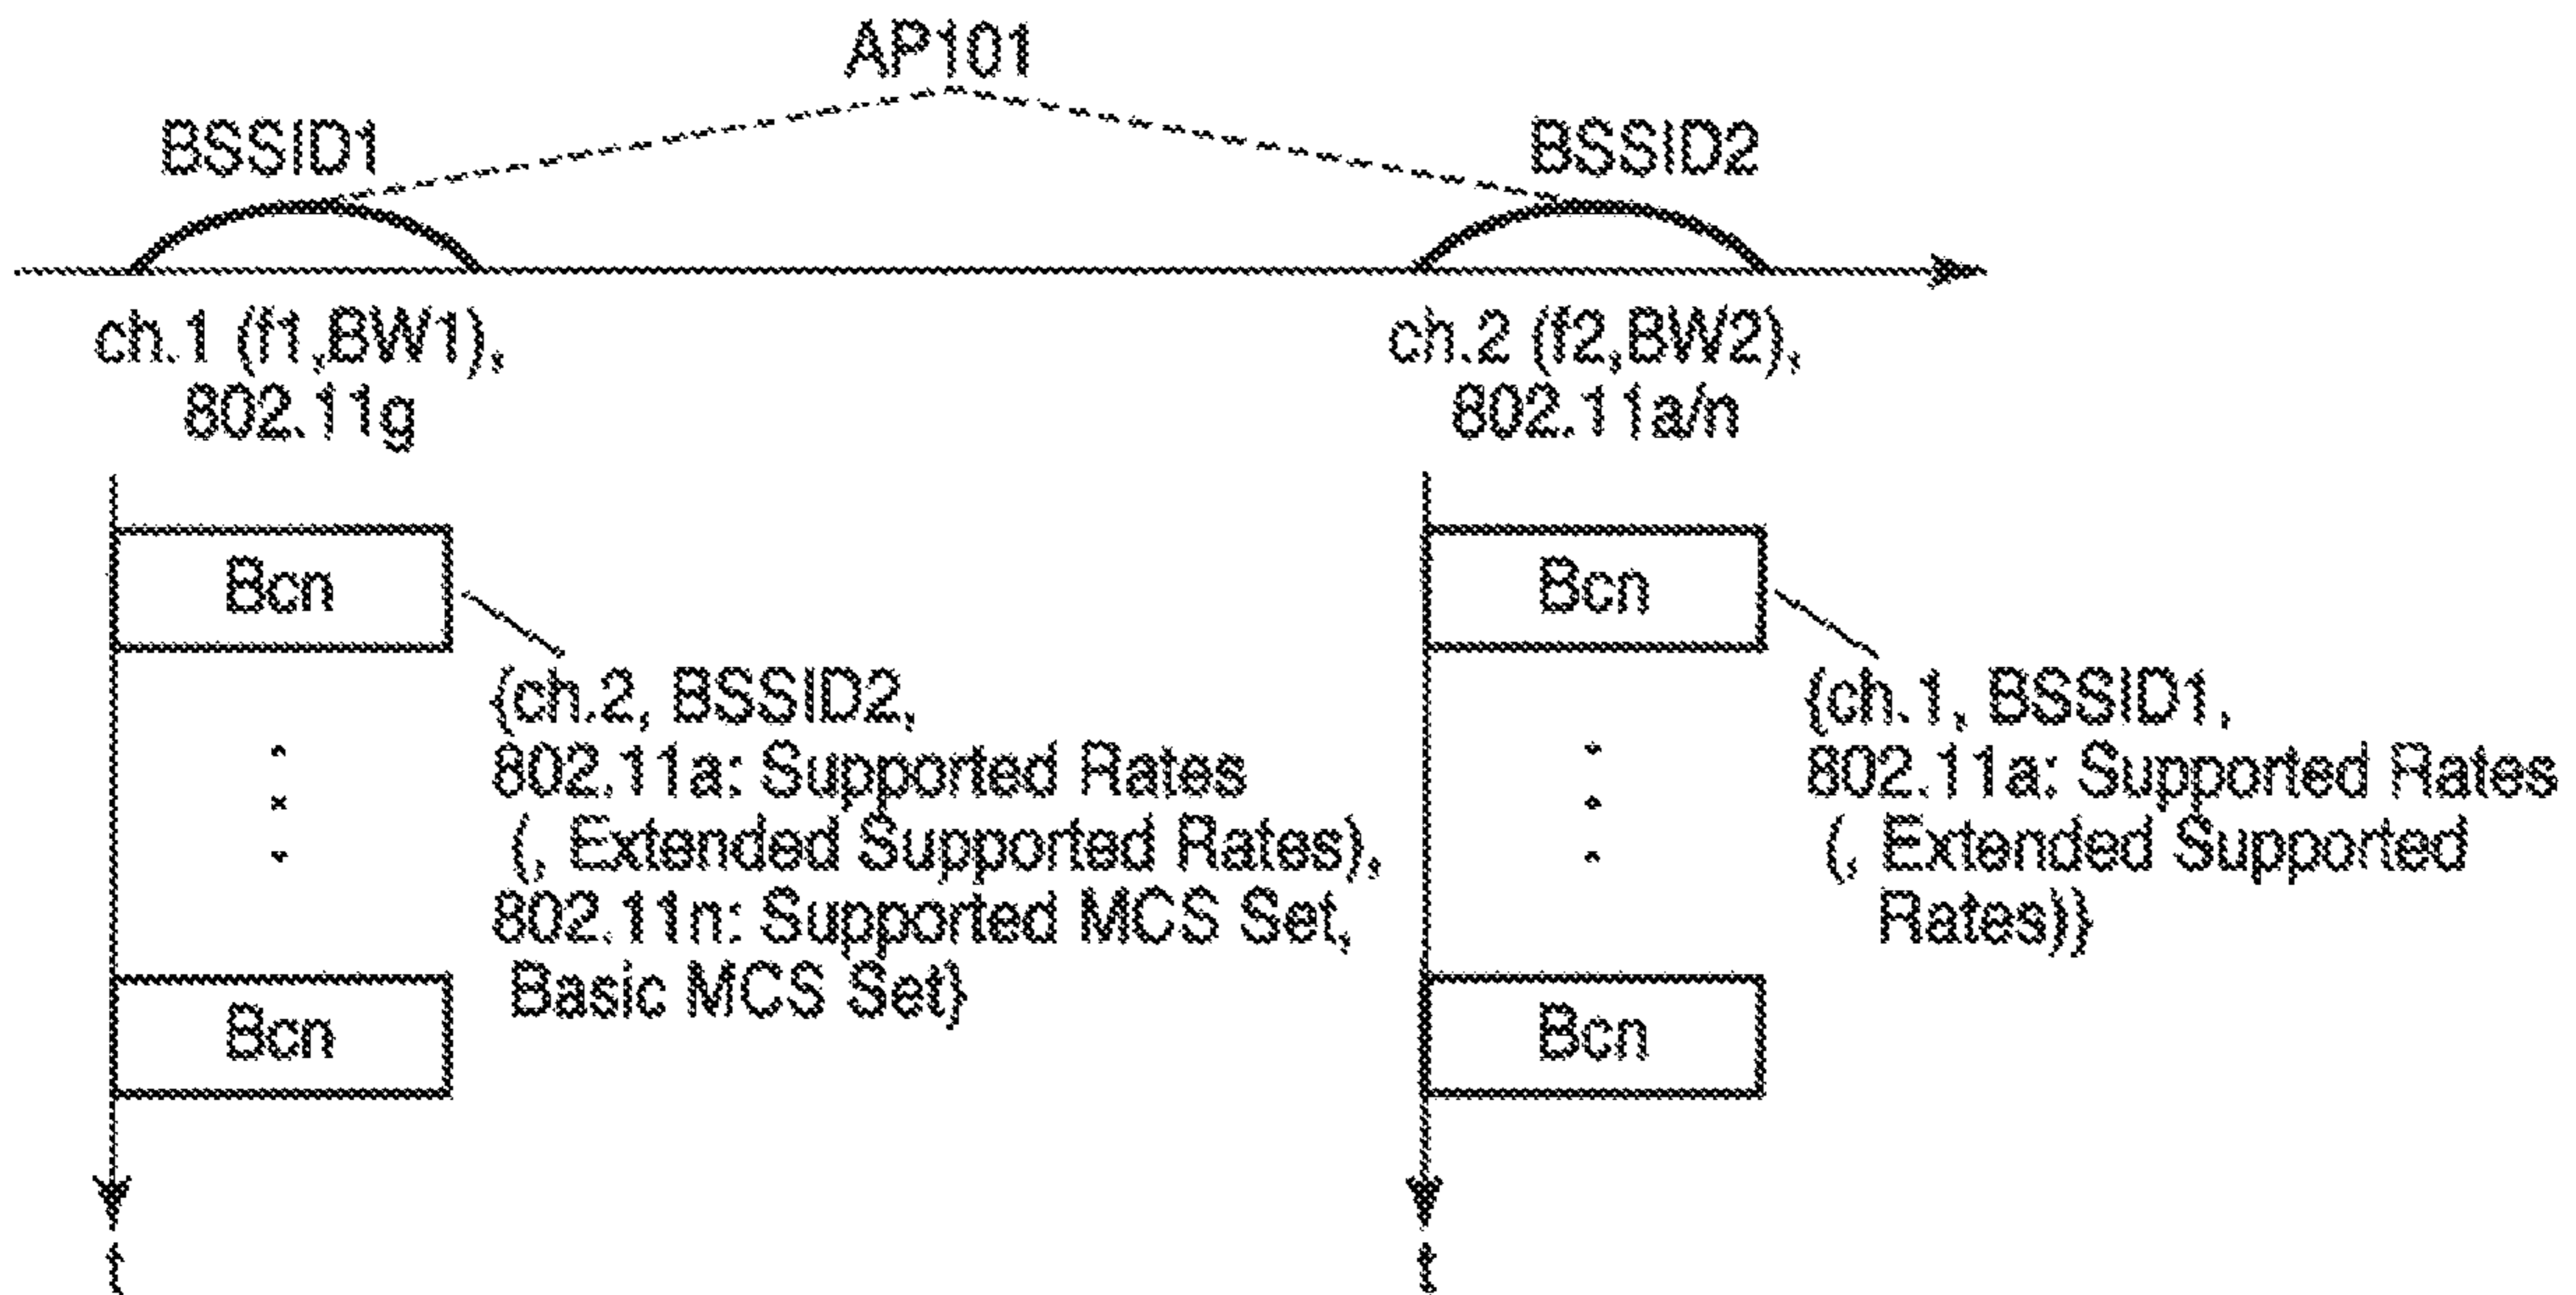 AP101
BSSID1
BSSID2
ch.1 (f1,BW1),
802.11g
ch.2 (f2,BW2),
802.11a/n
Bcn
{ch.2, BSSID2,
802.11a: Supported Rates
(, Extended Supported Rates),
802.11n: Supported MCS Set,
Basic MCS Set}
Bcn
t
Bcn
{ch.1, BSSID1,
802.11a: Supported Rates
(, Extended Supported
Rates)}
Bcn
t